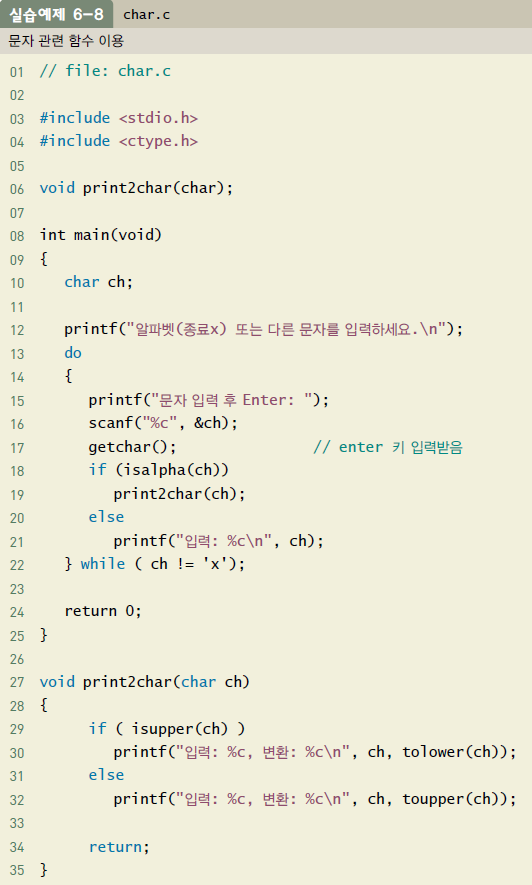 실습예제 6-8 char.c
문자 관련 함수 이용
01 // file: char.c
02
03 #include <stdio.h>
04 #include <ctype.h>
05
06 void print2char(char);
07
08 int main(void)
09 {
10 char ch;
11
12 printf("알파벳(종료x) 또는 다른 문자를 입력하세요.\n");
13 do
14 {
15 printf("문자 입력 후 Enter: ");
16 scanf("%c", &ch);
17 getchar(); // enter 키 입력받음
18 if (isalpha(ch))
19 print2char(ch);
20 else
21 printf("입력: %c\n", ch);
22 } while ( ch != 'x');
23
24 return 0;
25 }
26
27 void print2char(char ch)
28 {
29 if ( isupper(ch) )
30 printf("입력: %c, 변환: %c\n", ch, tolower(ch));
31 else
32 printf("입력: %c, 변환: %c\n", ch, toupper(ch));
33
34 return;
35 }